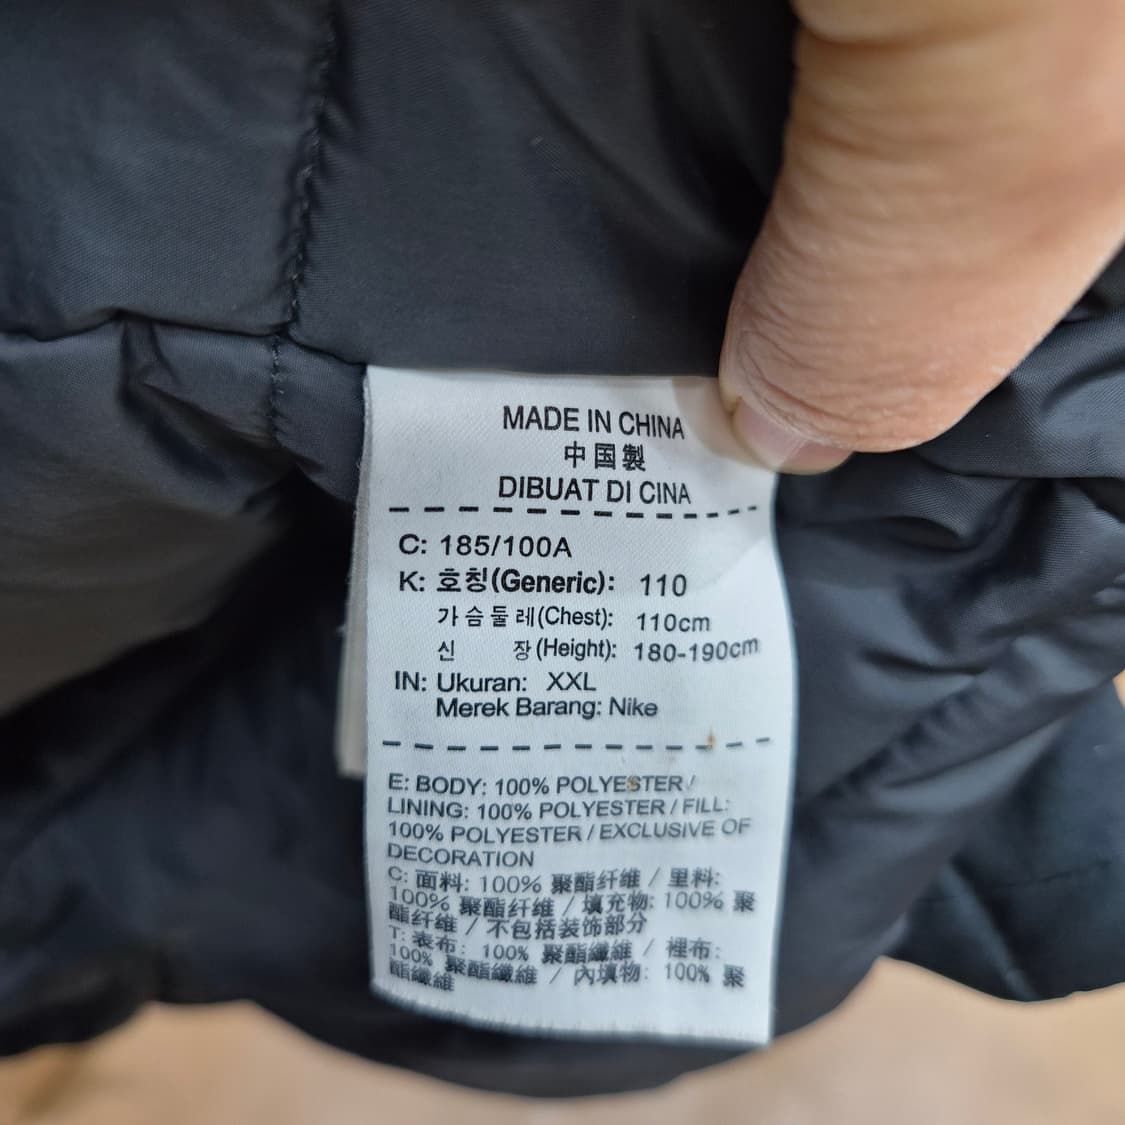 MADE IN CHINA
中国製
DIBUAT DI CINA
C: 185/100A
K: 호칭(Generic): 110
가슴둘레(Chest): 110cm
신 장(Height): 180-190cm
IN: Ukuran: XXL
Merek Barang: Nike
E: BODY: 100% POLYESTER /
LINING: 100% POLYESTER / FILL:
100% POLYESTER / EXCLUSIVE OF
DECORATION
C: 面料: 100% 聚酯纤维 / 里料:
100% 聚酯纤维 / 填充物: 100% 聚
酯纤维 / 不包括装饰部分
T: 表布: 100% 聚酯纖維 / 裡布:
100% 聚酯纖維 / 內填物: 100% 聚
酯纖維